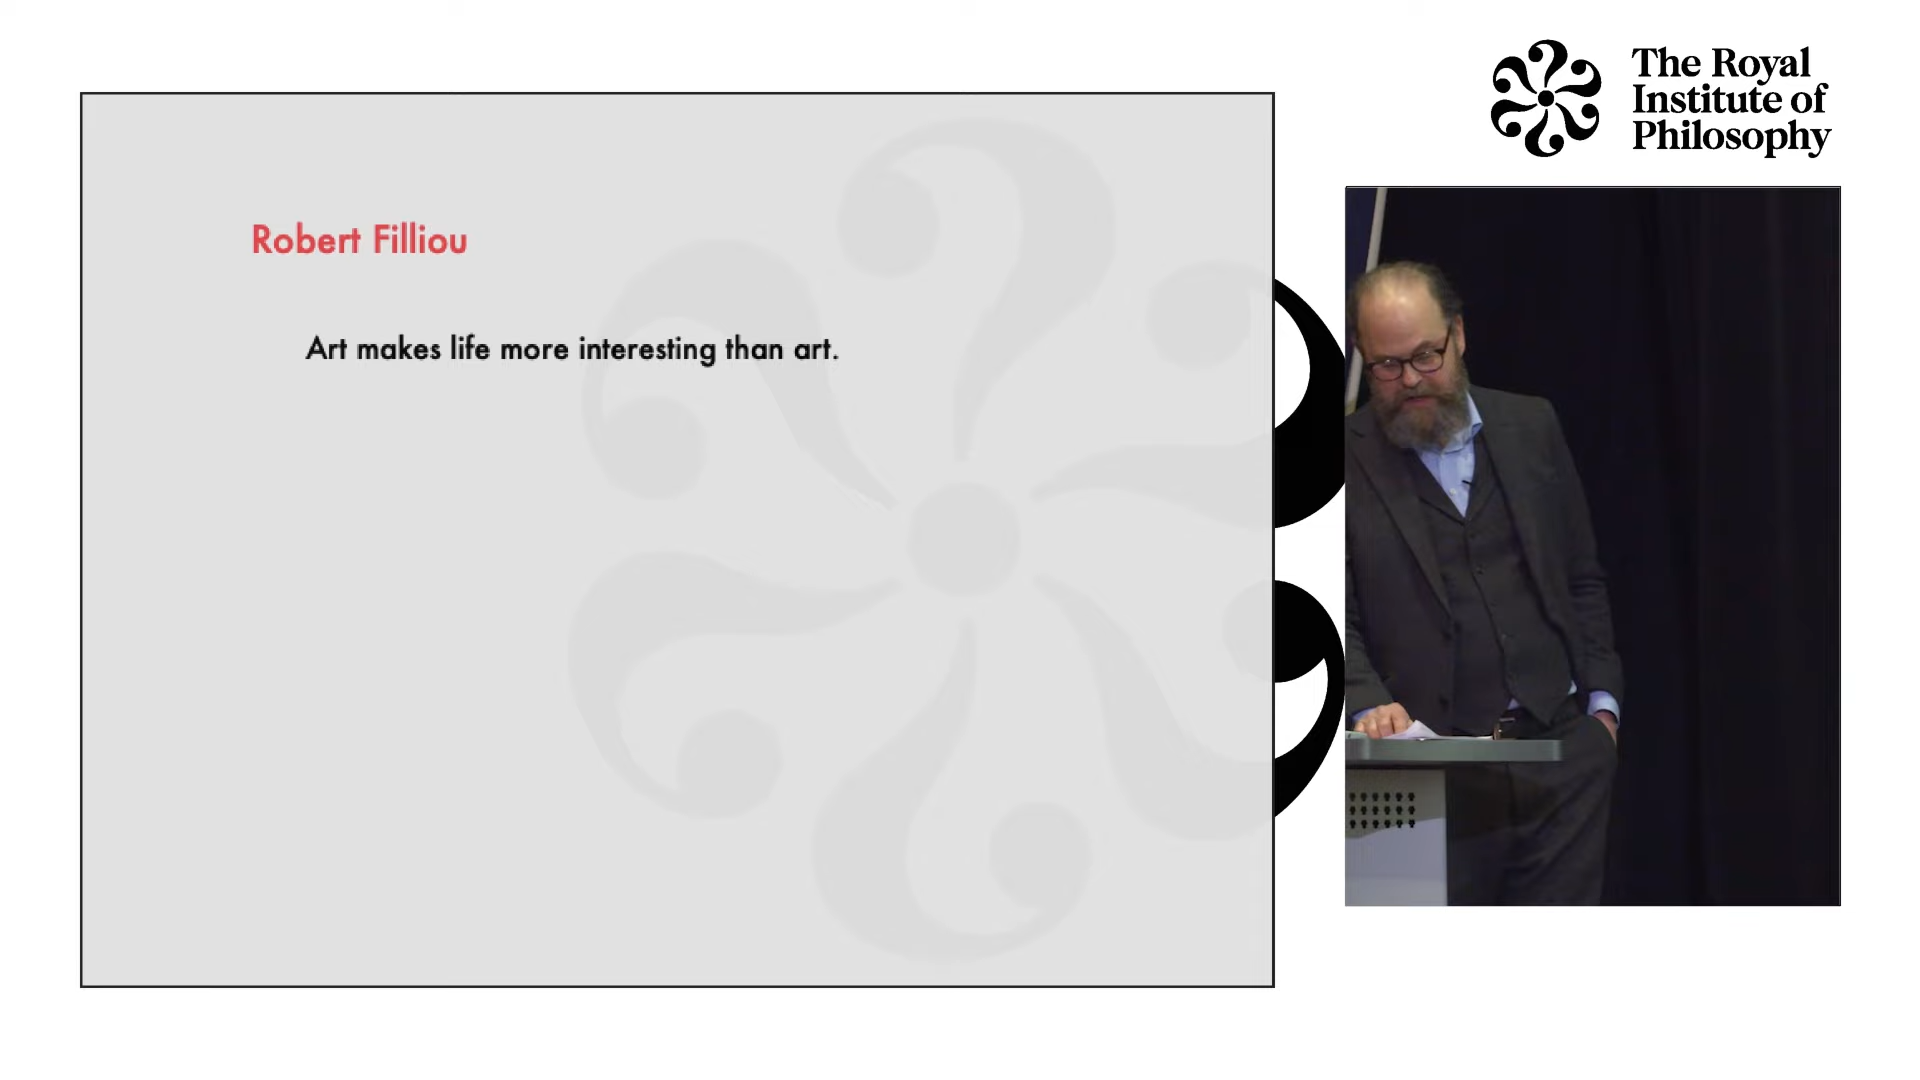 The Royal
Institute of
Philosophy
Robert Filliou
Art makes life more interesting than art.